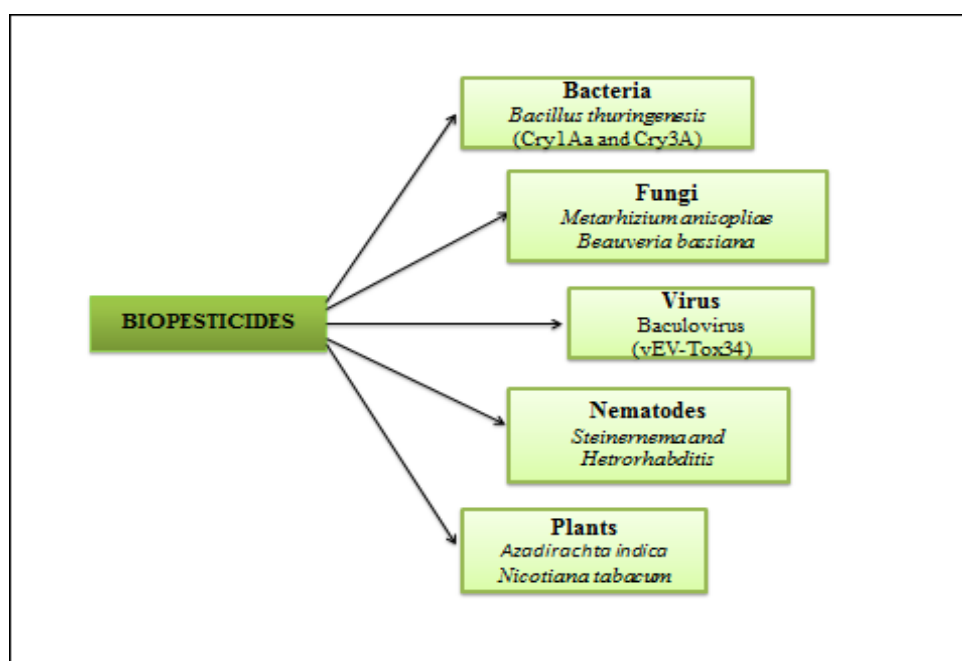 Bacteria
Bacillus thuringenesis
(Cry1Aa and Cry3A)
Fungi
Metarhizium anisopliae
Beauveria bassiana
BIOPESTICIDES
Virus
Baculovirus
(vEV-Tox34)
Nematodes
Steinernema and
Hetrorhabditis
Plants
Azadirachta indica
Nicotiana tabacum